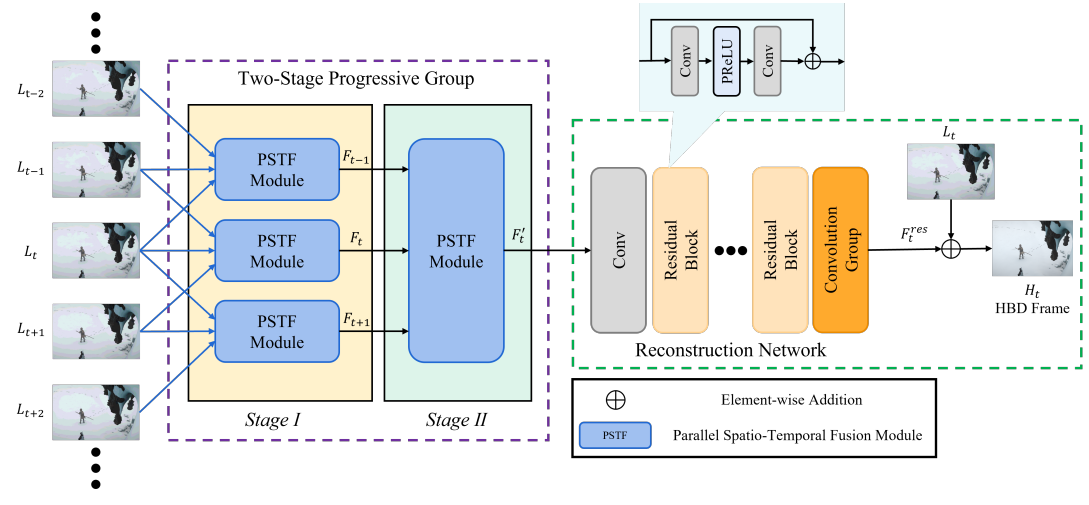 Two-Stage Progressive Group
L_{t-2}
L_{t-1}
L_t
L_{t+1}
L_{t+2}
PSTF
Module
PSTF
Module
PSTF
Module
F_{t-1}
F_t
F_{t+1}
PSTF
Module
F_t'
Stage I
Stage II
Conv
PReLU
Conv
Conv
Residual
Block
Residual
Block
Convolution
Group
F_t^{res}
L_t
H_t
HBD Frame
Reconstruction Network
Element-wise Addition
PSTF
Parallel Spatio-Temporal Fusion Module